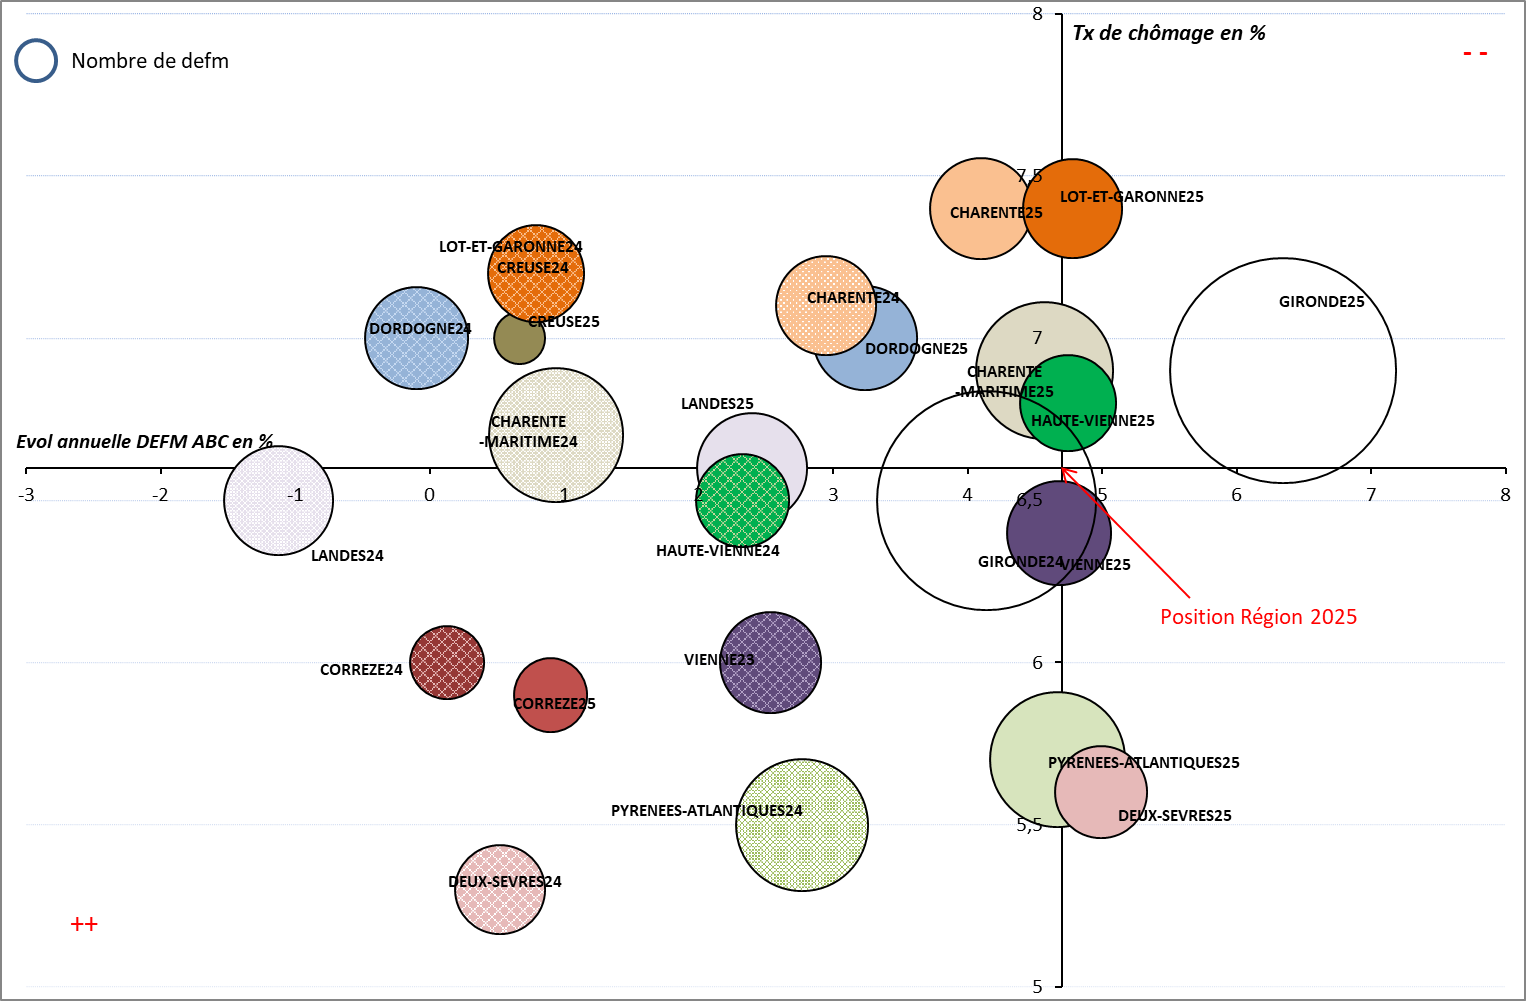 8
Tx de chômage en %
- -
Nombre de defm
7,5
LOT-ET-GARONNE25
CHARENTE25
LOT-ET-GARONNE24
CREUSE24
CHARENTE24
GIRONDE25
CREUSE25
DORDOGNE24
7
DORDOGNE25
CHARENTE
-MARITIME25
LANDES25
CHARENTE
-MARITIME24
HAUTE-VIENNE25
Evol annuelle DEFM ABC en %
-3
-2
-1
0
1
2
3
4
5
6
7
8
6,5
LANDES24
HAUTE-VIENNE24
GIRONDE24
VIENNE25
Position Région 2025
CORREZE24
VIENNE23
6
CORREZE25
PYRENEES-ATLANTIQUES25
PYRENEES-ATLANTIQUES24
DEUX-SEVRES25
5,5
DEUX-SEVRES24
++
5